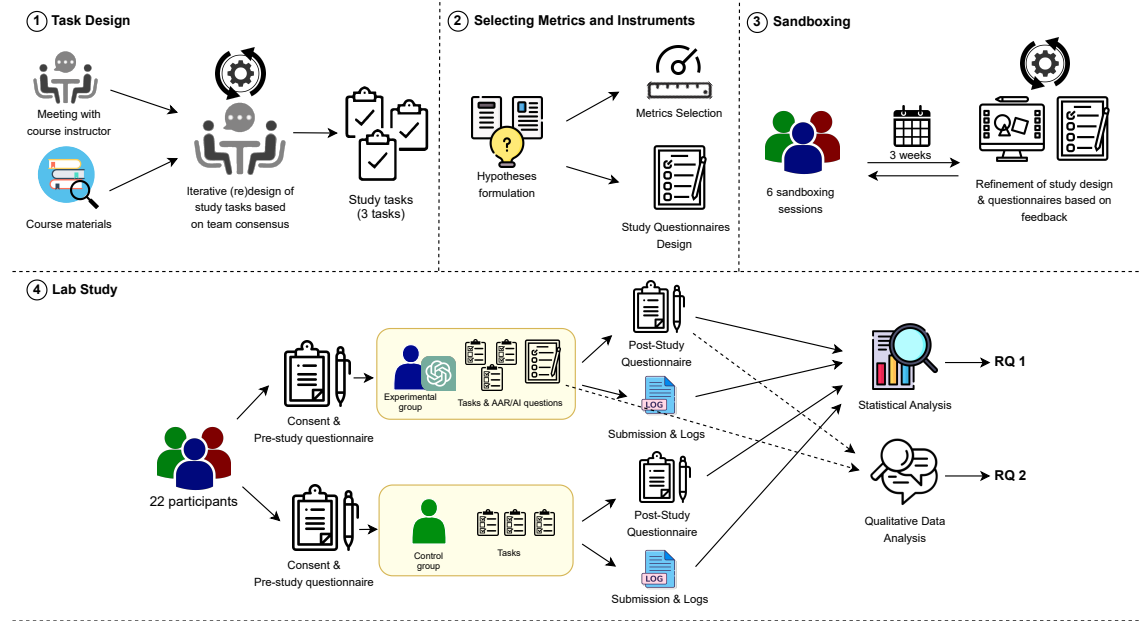 1 Task Design
Meeting with
course instructor
Course materials
Iterative (re)design of
study tasks based
on team consensus
Study tasks
(3 tasks)
2 Selecting Metrics and Instruments
?
Hypotheses
formulation
Metrics Selection
Study Questionnaires
Design
3 Sandboxing
6 sandboxing
sessions
3 weeks
Refinement of study design
& questionnaires based on
feedback
4 Lab Study
22 participants
Consent &
Pre-study questionnaire
Experimental
group
Tasks & AAR/AI questions
Post-Study
Questionnaire
LOG
Submission & Logs
Statistical Analysis
RQ 1
Consent &
Pre-study questionnaire
Control
group
Tasks
Post-Study
Questionnaire
LOG
Submission & Logs
Qualitative Data
Analysis
RQ 2